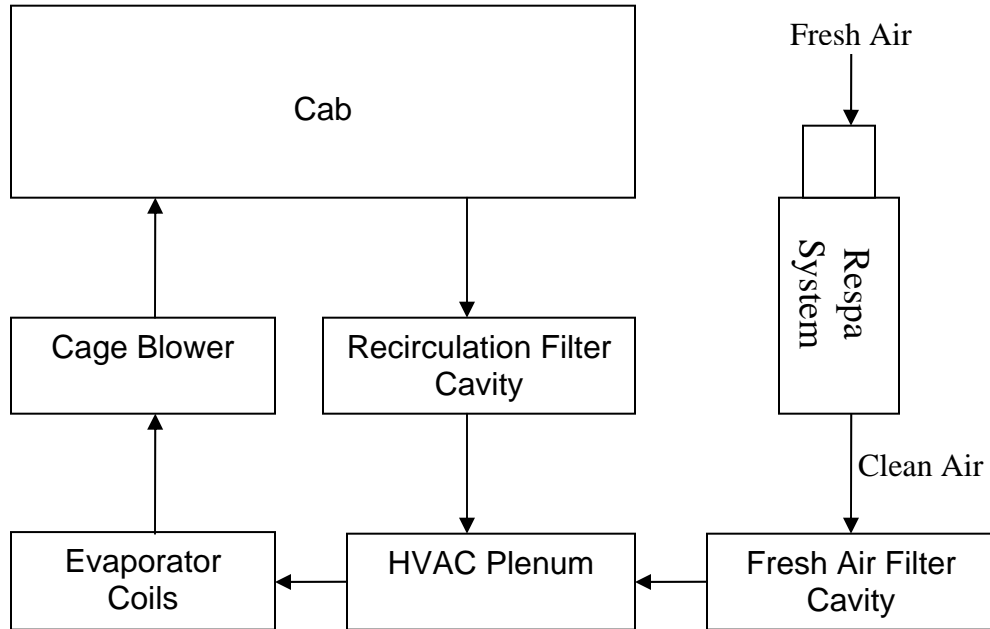 Fresh Air
Cab
Respa
System
Cage Blower
Recirculation Filter
Cavity
Clean Air
Evaporator
Coils
HVAC Plenum
Fresh Air Filter
Cavity